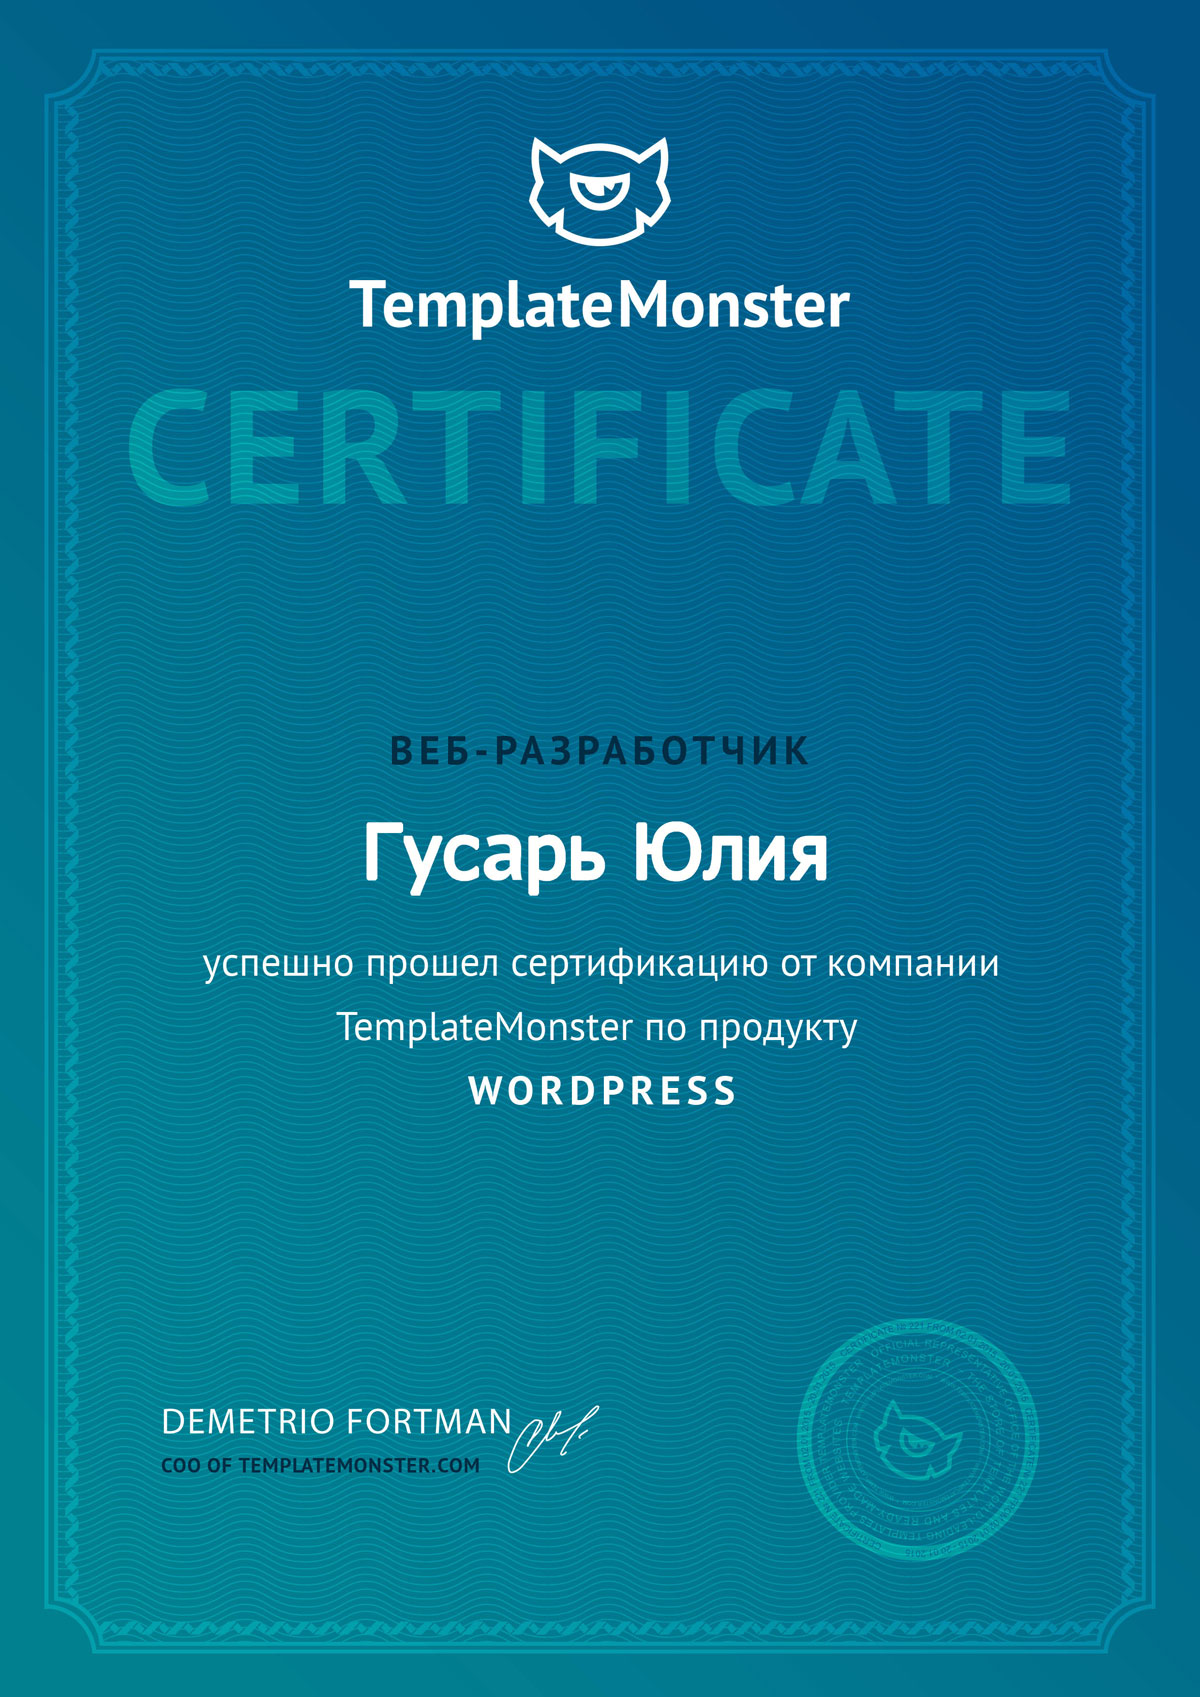 TemplateMonster
CERTIFICATE
ВЕБ-РАЗРАБОТЧИК
Гусарь Юлия
успешно прошел сертификацию от компании
TemplateMonster по продукту
WORDPRESS
DEMETRIO FORTMAN
COO OF TEMPLATEMONSTER.COM